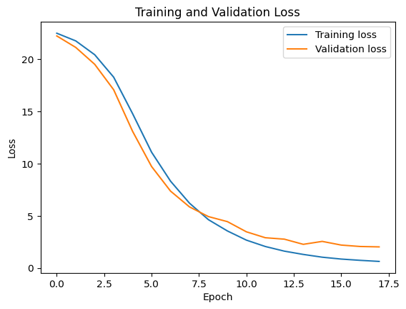 Training and Validation Loss
Training loss
Validation loss
20
15
10
5
0
Loss
0.0 2.5 5.0 7.5 10.0 12.5 15.0 17.5
Epoch